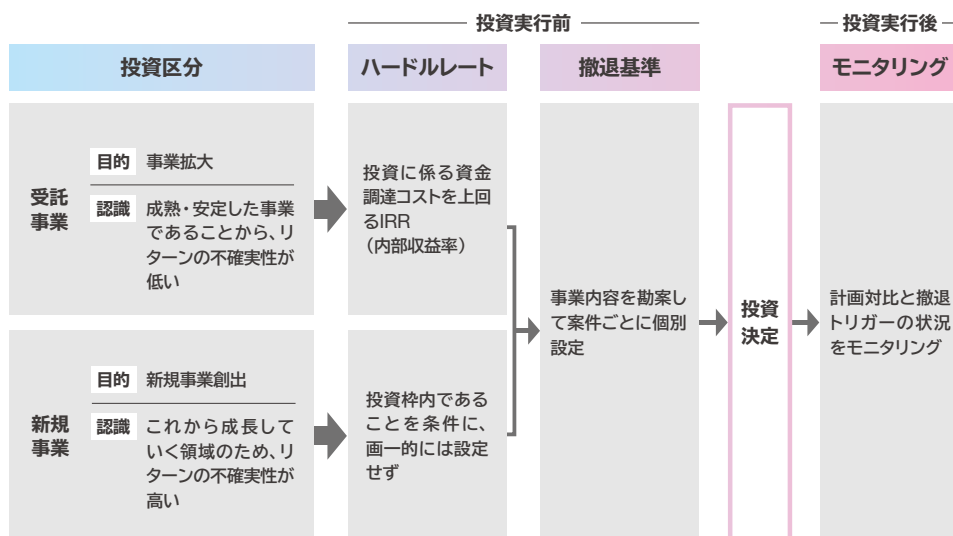 投資実行前
投資実行後
投資区分
ハードルレート
撤退基準
モニタリング
受託
事業
目的 事業拡大
認識 成熟・安定した事業
であることから、リ
ターンの不確実性が
低い
投資に係る資金
調達コストを上回
るIRR
（内部収益率）
新規
事業
目的 新規事業創出
認識 これから成長して
いく領域のため、リ
ターンの不確実性が
高い
投資枠内である
ことを条件に、
画一的には設定
せず
事業内容を勘案し
て案件ごとに個別
設定
投資
決定
計画対比と撤退
トリガーの状況
をモニタリング